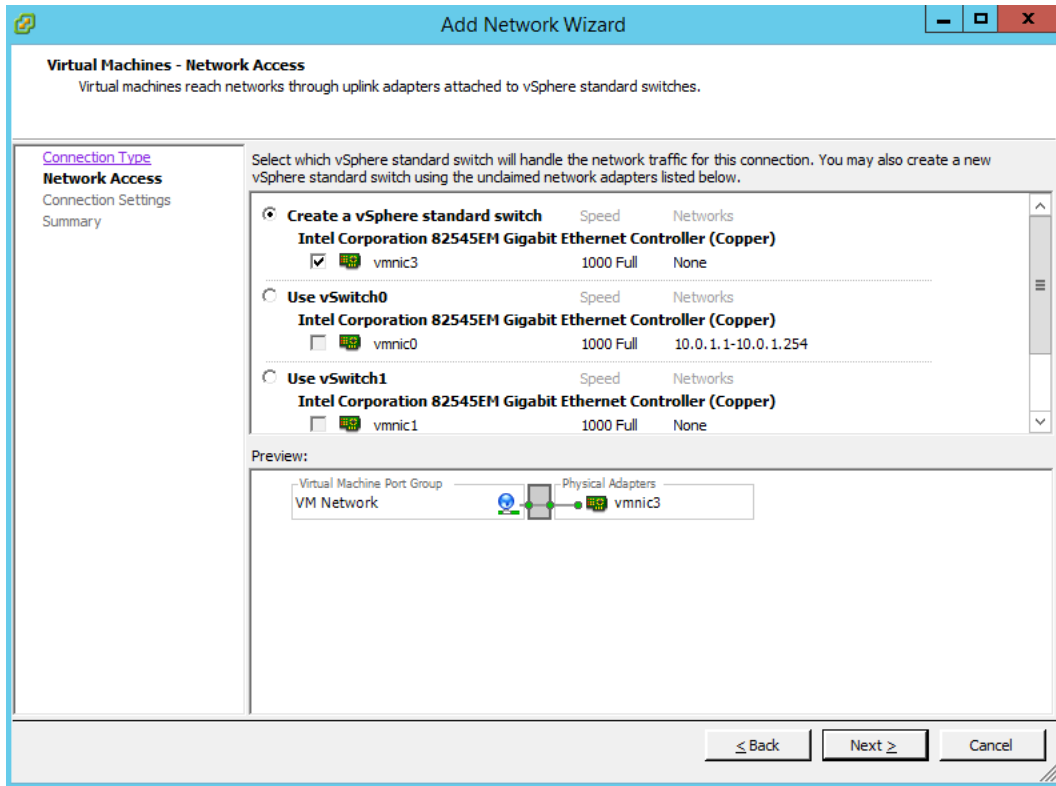 Add Network Wizard
Virtual Machines - Network Access
Virtual machines reach networks through uplink adapters attached to vSphere standard switches.
Connection Type
Network Access
Connection Settings
Summary
Select which vSphere standard switch will handle the network traffic for this connection. You may also create a new
vSphere standard switch using the unclaimed network adapters listed below.
Create a vSphere standard switch Speed Networks
Intel Corporation 82545EM Gigabit Ethernet Controller (Copper)
vmnic3 1000 Full None
Use vSwitch0 Speed Networks
Intel Corporation 82545EM Gigabit Ethernet Controller (Copper)
vmnic0 1000 Full 10.0.1.1-10.0.1.254
Use vSwitch1 Speed Networks
Intel Corporation 82545EM Gigabit Ethernet Controller (Copper)
vmnic1 1000 Full None
Preview:
Virtual Machine Port Group Physical Adapters
VM Network vmnic3
< Back Next > Cancel